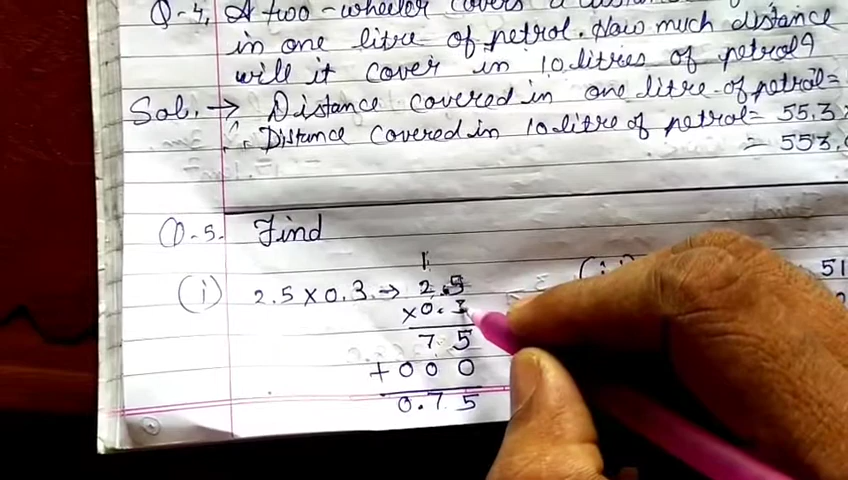 Q-4. A two-wheeler covers a distance
in one litre of petrol. How much distance
will it cover in 10 litres of petrol?
Sol. → Distance covered in one litre of petrol =
∴ Distance covered in 10 litre of petrol = 55.3
= 553.
Q-5. Find
(i) 2.5 × 0.3 → 2.5
1
× 0.3
7 5
+ 0 0 0
0.7 5
51